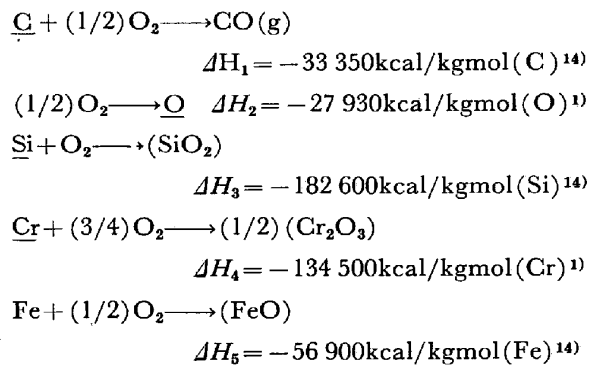 C + (1/2)O₂⟶CO(g)
ΔH₁=−33 350kcal/kgmol(C)¹⁴⁾
(1/2)O₂⟶O ΔH₂=−27 930kcal/kgmol(O)¹⁾
Si+O₂⟶(SiO₂)
ΔH₃=−182 600kcal/kgmol(Si)¹⁴⁾
Cr+(3/4)O₂⟶(1/2)(Cr₂O₃)
ΔH₄=−134 500kcal/kgmol(Cr)¹⁾
Fe+(1/2)O₂⟶(FeO)
ΔH₅=−56 900kcal/kgmol(Fe)¹⁴⁾